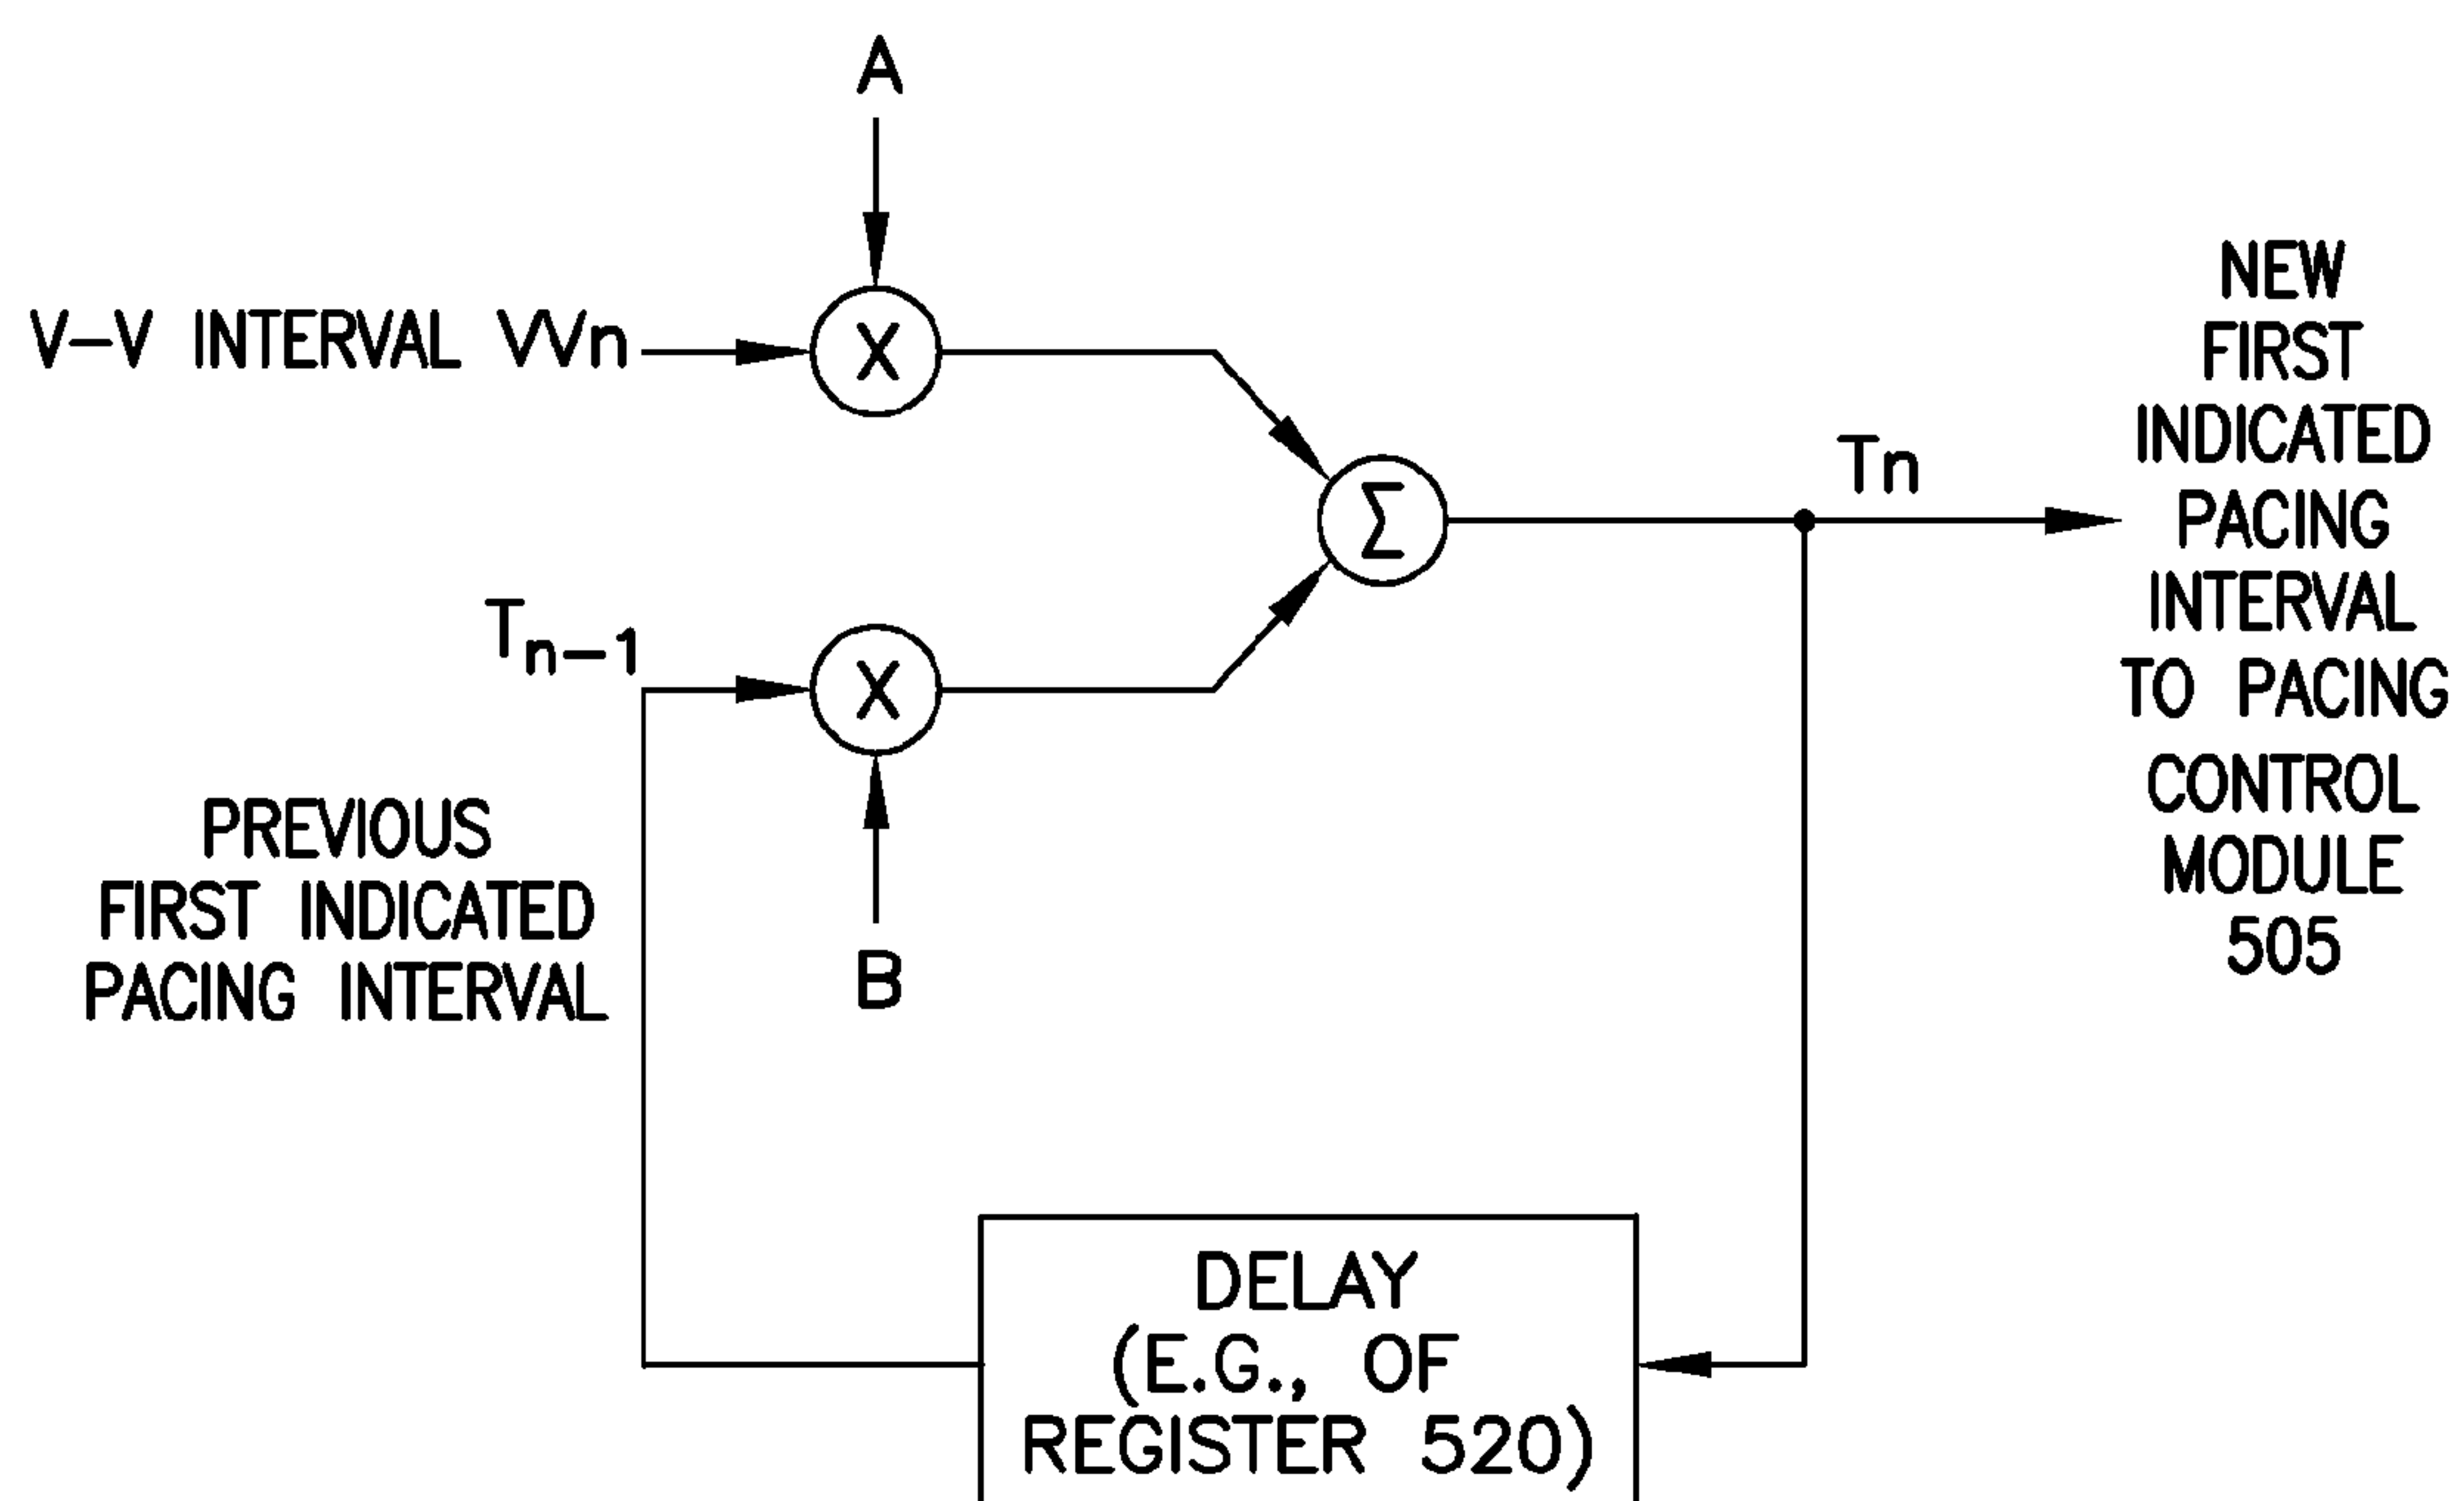 A
V–V INTERVAL VVn
X
Σ
Tn
NEW
FIRST
INDICATED
PACING
INTERVAL
TO PACING
CONTROL
MODULE
505
Tn–1
X
B
PREVIOUS
FIRST INDICATED
PACING INTERVAL
DELAY
(E.G., OF
REGISTER 520)